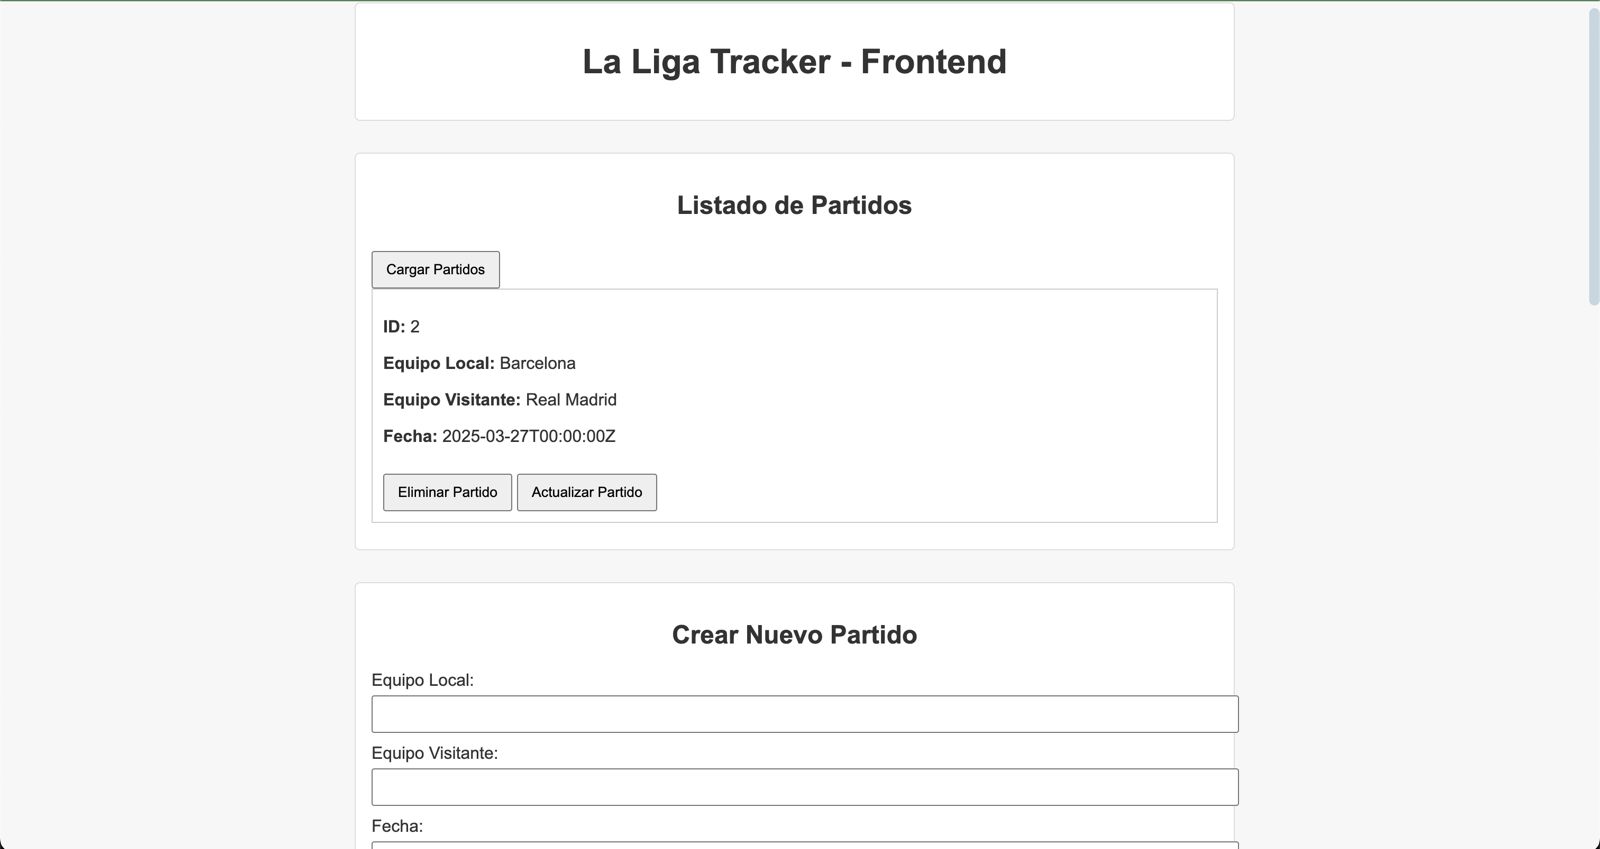 La Liga Tracker - Frontend
Listado de Partidos
Cargar Partidos
ID: 2
Equipo Local: Barcelona
Equipo Visitante: Real Madrid
Fecha: 2025-03-27T00:00:00Z
Eliminar Partido Actualizar Partido
Crear Nuevo Partido
Equipo Local:
Equipo Visitante:
Fecha: